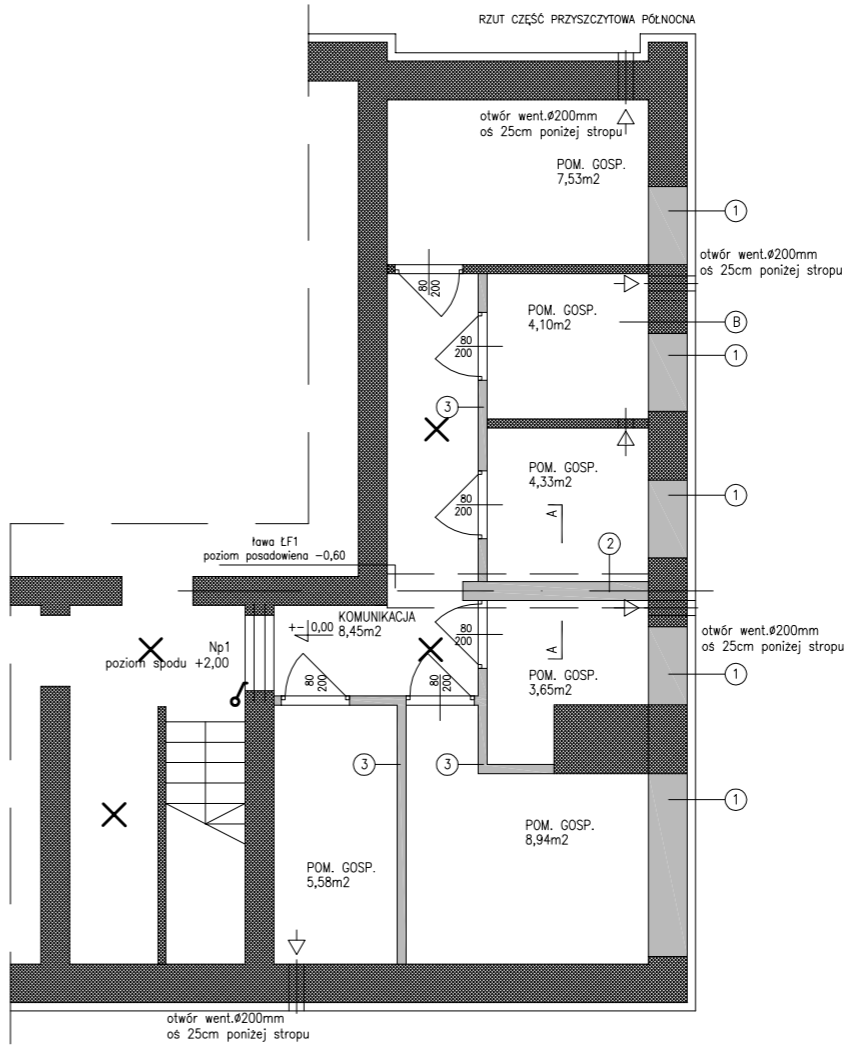 RZUT CZĘŚĆ PRZYSZCZYTOWA PÓŁNOCNA
otwór went.Ø200mm
oś 25cm poniżej stropu
POM. GOSP.
7,53m2
1
otwór went.Ø200mm
oś 25cm poniżej stropu
80
200
POM. GOSP.
4,10m2
B
80
200
1
3
POM. GOSP.
4,33m2
1
80
200
A
ława ŁF1
poziom posadowiena -0,60
2
KOMUNIKACJA
8,45m2
+-0,00
80
200
otwór went.Ø200mm
oś 25cm poniżej stropu
Np1
poziom spodu +2,00
A
POM. GOSP.
3,65m2
1
80
200
80
200
3
3
1
POM. GOSP.
8,94m2
POM. GOSP.
5,58m2
otwór went.Ø200mm
oś 25cm poniżej stropu